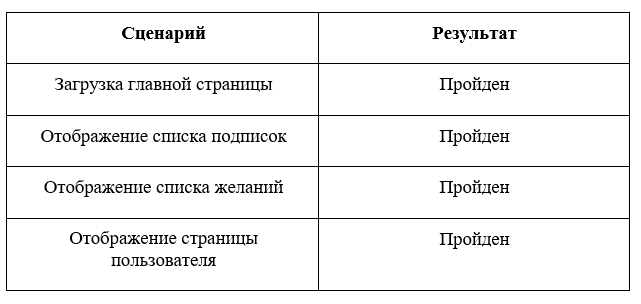 Сценарий Результат
Загрузка главной страницы Пройден
Отображение списка подписок Пройден
Отображение списка желаний Пройден
Отображение страницы Пройден
пользователя